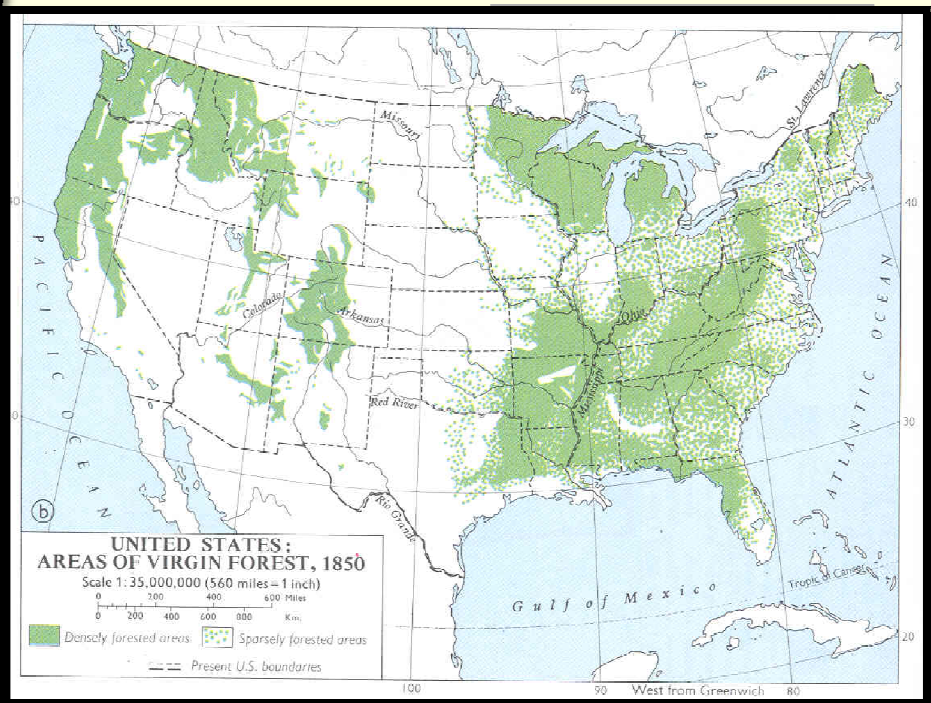 Missouri
St. Lawrence
40
40
PACIFIC OCEAN
Colorado
Arkansas
Ohio
Mississippi
Red River
ATLANTIC OCEAN
0
30
b
Rio Grande
UNITED STATES:
AREAS OF VIRGIN FOREST, 1850
Scale 1:35,000,000 (560 miles = 1 inch)
0 200 400 600 Miles
0 200 400 600 800 Km.
Densely forested areas
Sparsely forested areas
Present U.S. boundaries
Gulf of Mexico
Tropic of Cancer
20
100
90
West from Greenwich
80